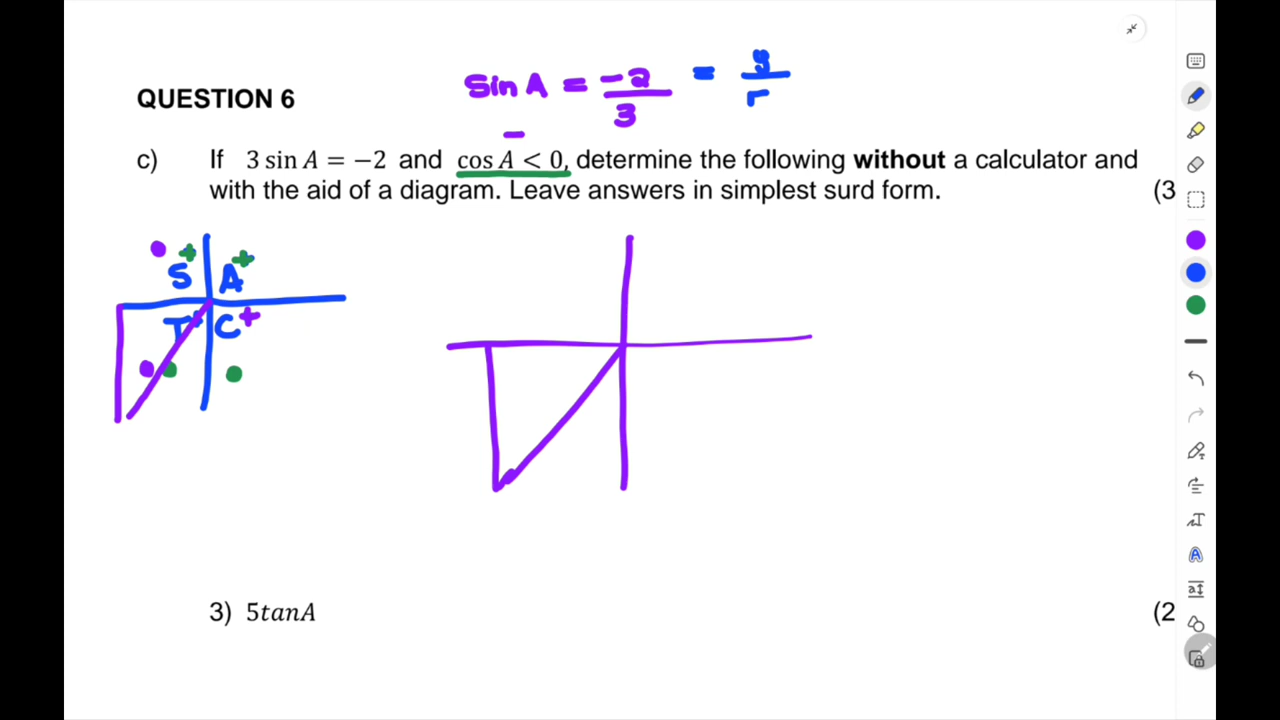 sin A = -2/3 = y/r
QUESTION 6
c) If 3 sin A = −2 and cos A < 0, determine the following without a calculator and
with the aid of a diagram. Leave answers in simplest surd form. (3
S+ A+
T+ C+
3) 5tanA (2